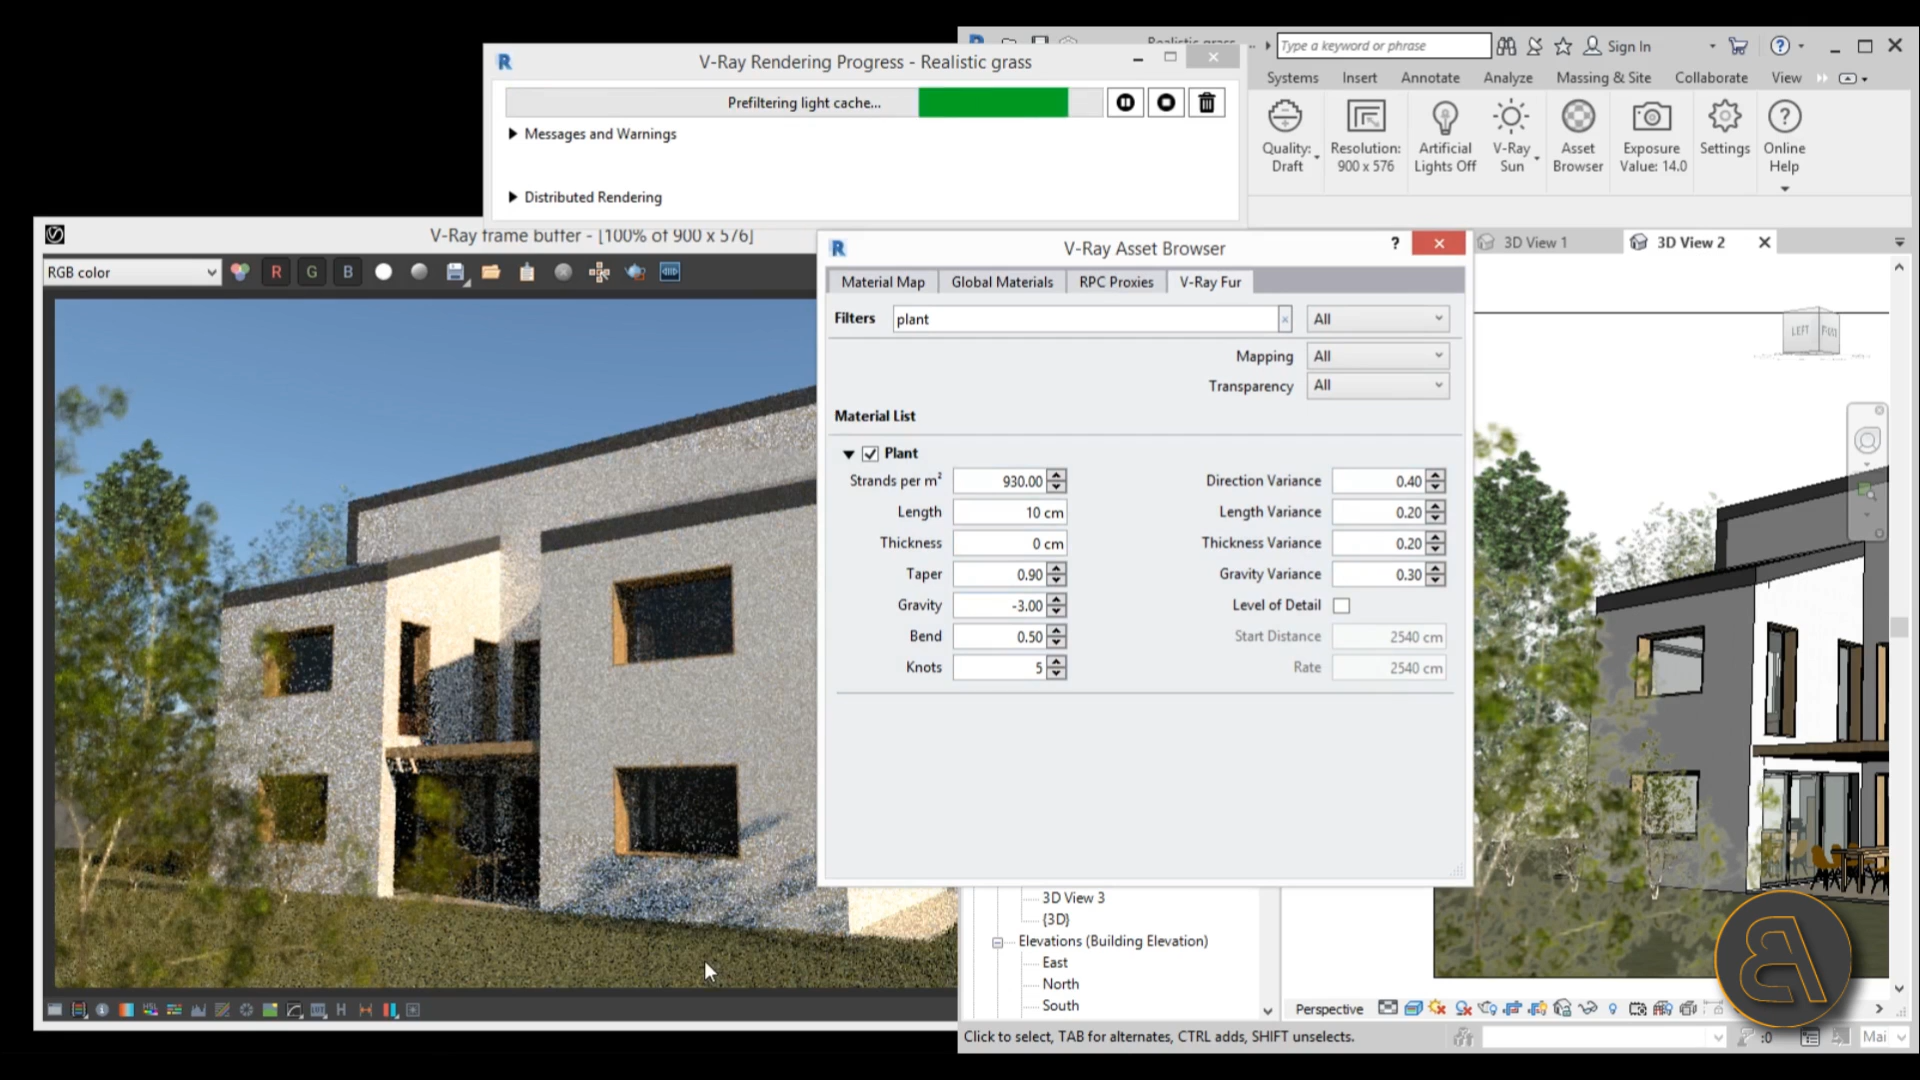 V-Ray Rendering Progress - Realistic grass
Prefiltering light cache...
Messages and Warnings
Distributed Rendering
Realistic grass
Type a keyword or phrase
Sign In
Systems
Insert
Annotate
Analyze
Massing & Site
Collaborate
View
Quality: Draft
Resolution: 900 x 576
Artificial Lights Off
V-Ray Sun
Asset Browser
Exposure Value: 14.0
Settings
Online Help
V-Ray frame buffer - [100% of 900 x 576]
RGB color
R
G
B
V-Ray Asset Browser
Material Map
Global Materials
RPC Proxies
V-Ray Fur
Filters
plant
All
Mapping
All
Transparency
All
Material List
Plant
Strands per m²
930.00
Direction Variance
0.40
Length
10 cm
Length Variance
0.20
Thickness
0 cm
Thickness Variance
0.20
Taper
0.90
Gravity Variance
0.30
Gravity
-3.00
Level of Detail
Bend
0.50
Start Distance
2540 cm
Knots
5
Rate
2540 cm
3D View 1
3D View 2
LEFT
3D View 3
{3D}
Elevations (Building Elevation)
East
North
South
Perspective
Click to select, TAB for alternates, CTRL adds, SHIFT unselects.
:0
Mai